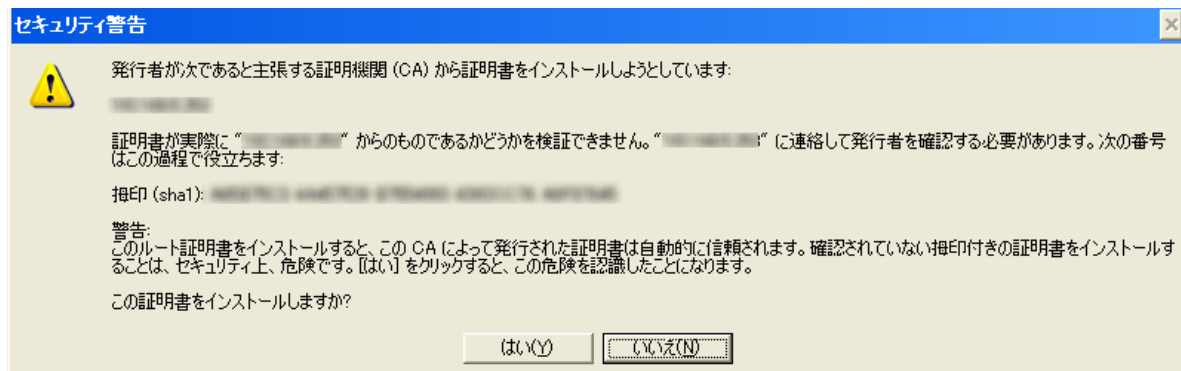 セキュリティ警告
発行者が次であると主張する証明機関 (CA) から証明書をインストールしようとしています:
証明書が実際に "" からのものであるかどうかを検証できません。"" に連絡して発行者を確認する必要があります。次の番号
はこの過程で役立ちます:
拇印 (sha1):
警告:
このルート証明書をインストールすると、この CA によって発行された証明書は自動的に信頼されます。確認されていない拇印付きの証明書をインストールす
ることは、セキュリティ上、危険です。[はい] をクリックすると、この危険を認識したことになります。
この証明書をインストールしますか?
はい(Y)
いいえ(N)